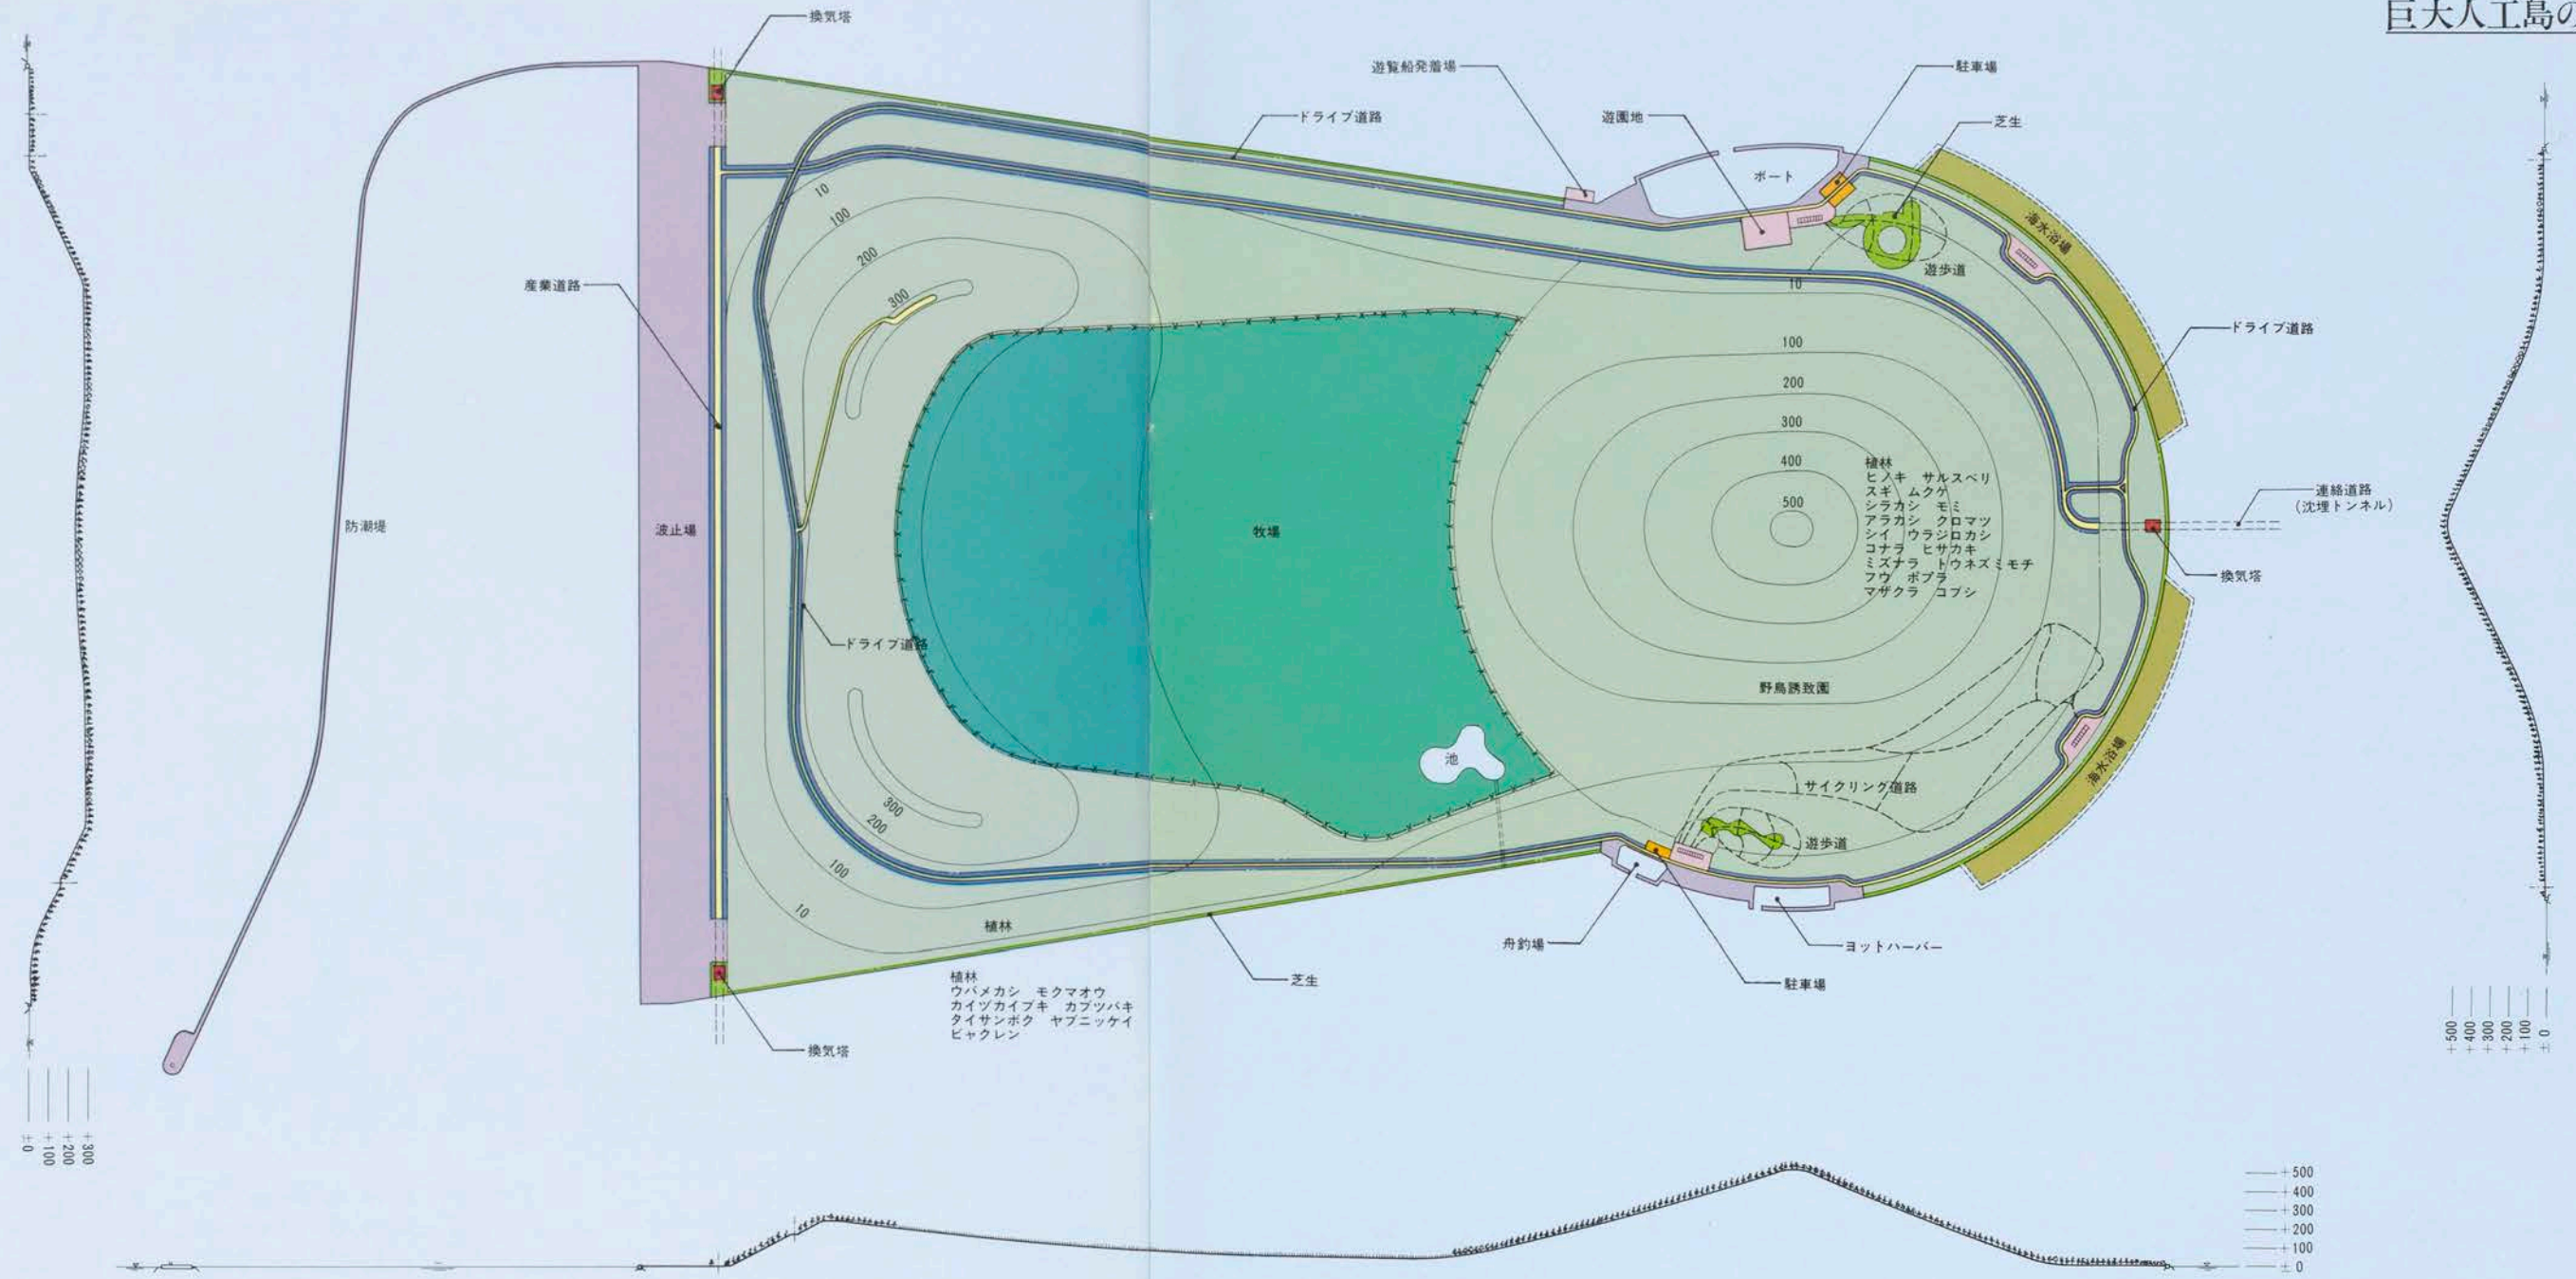 巨大人工島の
換気塔
遊覧船発着場
駐車場
ドライブ道路
遊園地
芝生
ボート
海水浴場
遊歩道
10
100
200
300
産業道路
10
100
200
300
400
500
ドライブ道路
植林
ヒノキ サルスベリ
スギ ムクゲ
シラカシ モミ
アラカシ クロマツ
シイ ウラジロカシ
コナラ ヒサカキ
ミズナラ トウネズミモチ
フウ ポプラ
マザクラ コブシ
連絡道路
(沈埋トンネル)
防潮堤
波止場
牧場
換気塔
ドライブ道路
野鳥誘致園
池
海水浴場
サイクリング道路
遊歩道
300
200
100
10
植林
舟釣場
ヨットハーバー
芝生
駐車場
植林
ウバメカシ モクマオウ
カイヅカイブキ カブツバキ
タイサンボク ヤブニッケイ
ビャクレン
換気塔
±0
+100
+200
+300
+500
+400
+300
+200
+100
±0
+500
+400
+300
+200
+100
±0